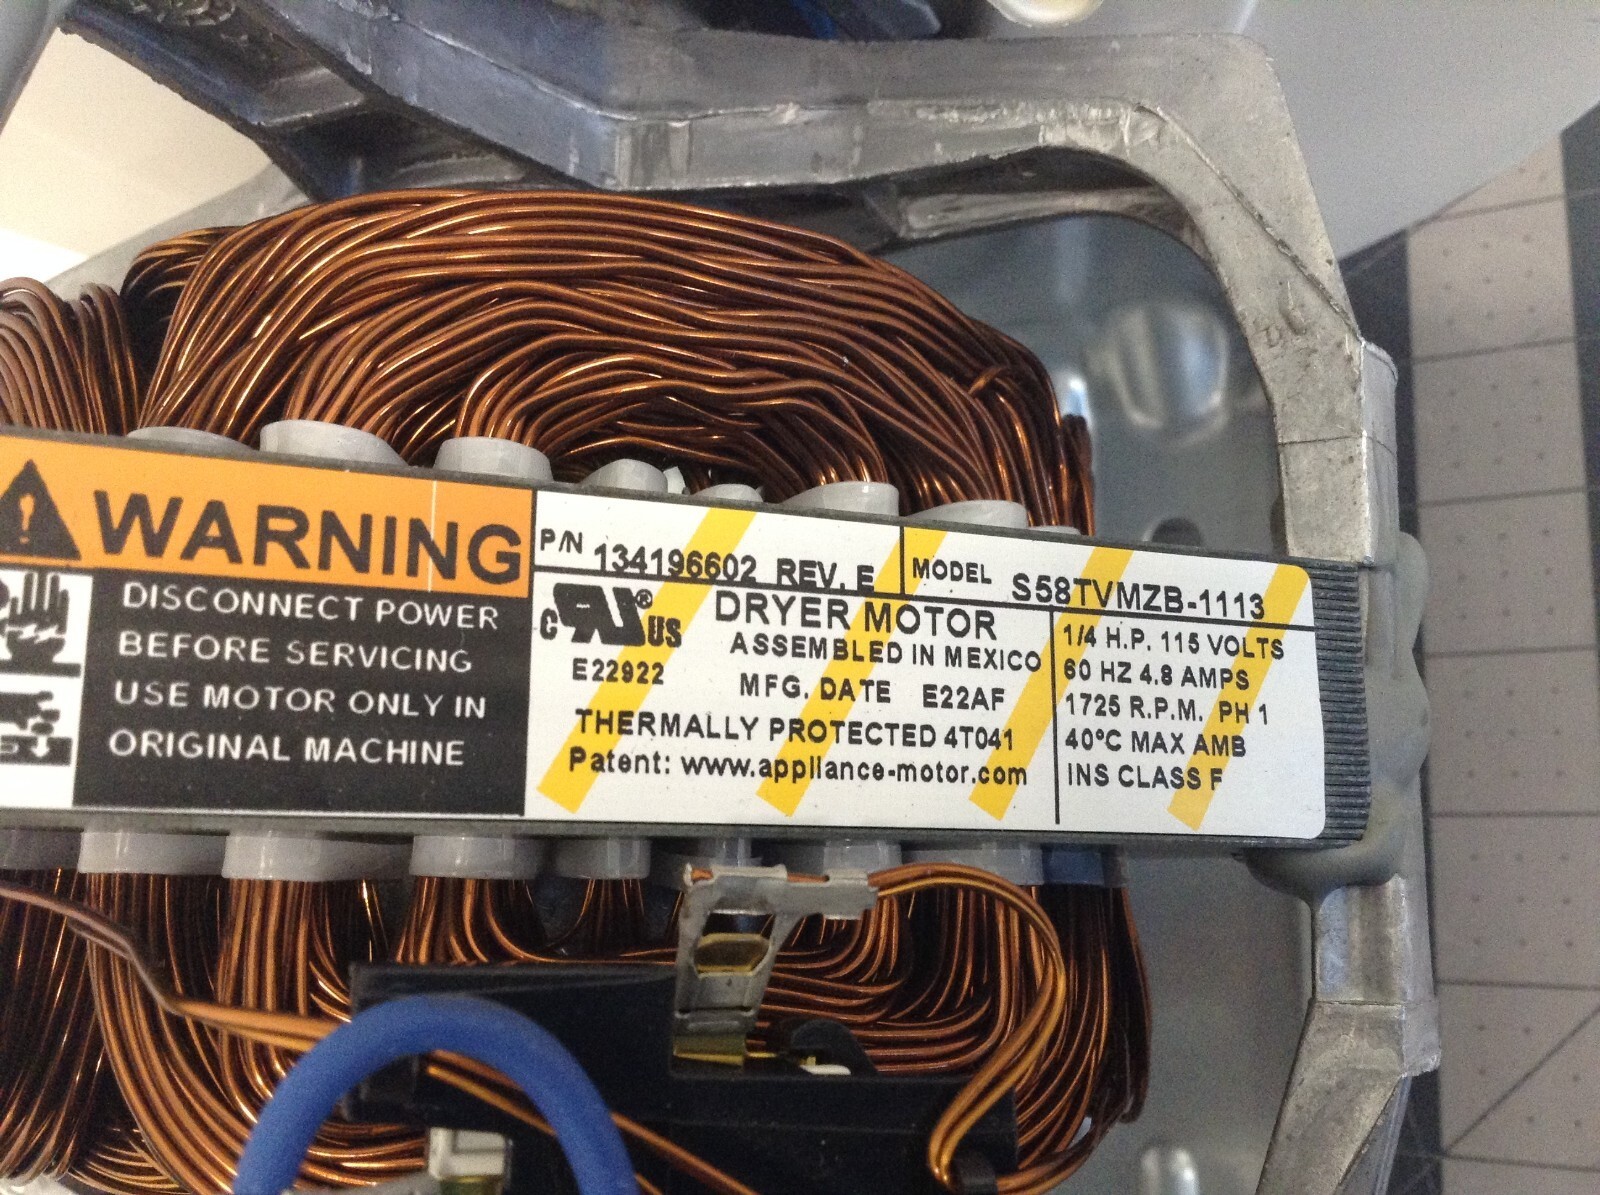 WARNING
DISCONNECT POWER
BEFORE SERVICING
USE MOTOR ONLY IN
ORIGINAL MACHINE
P/N 134196602 REV. E
MODEL S58TVMZB-1113
C RU® US
E22922
DRYER MOTOR
ASSEMBLED IN MEXICO
MFG. DATE E22AF
THERMALLY PROTECTED 4T041
Patent: www.appliance-motor.com
1/4 H.P. 115 VOLTS
60 HZ 4.8 AMPS
1725 R.P.M. PH 1
40°C MAX AMB
INS CLASS F